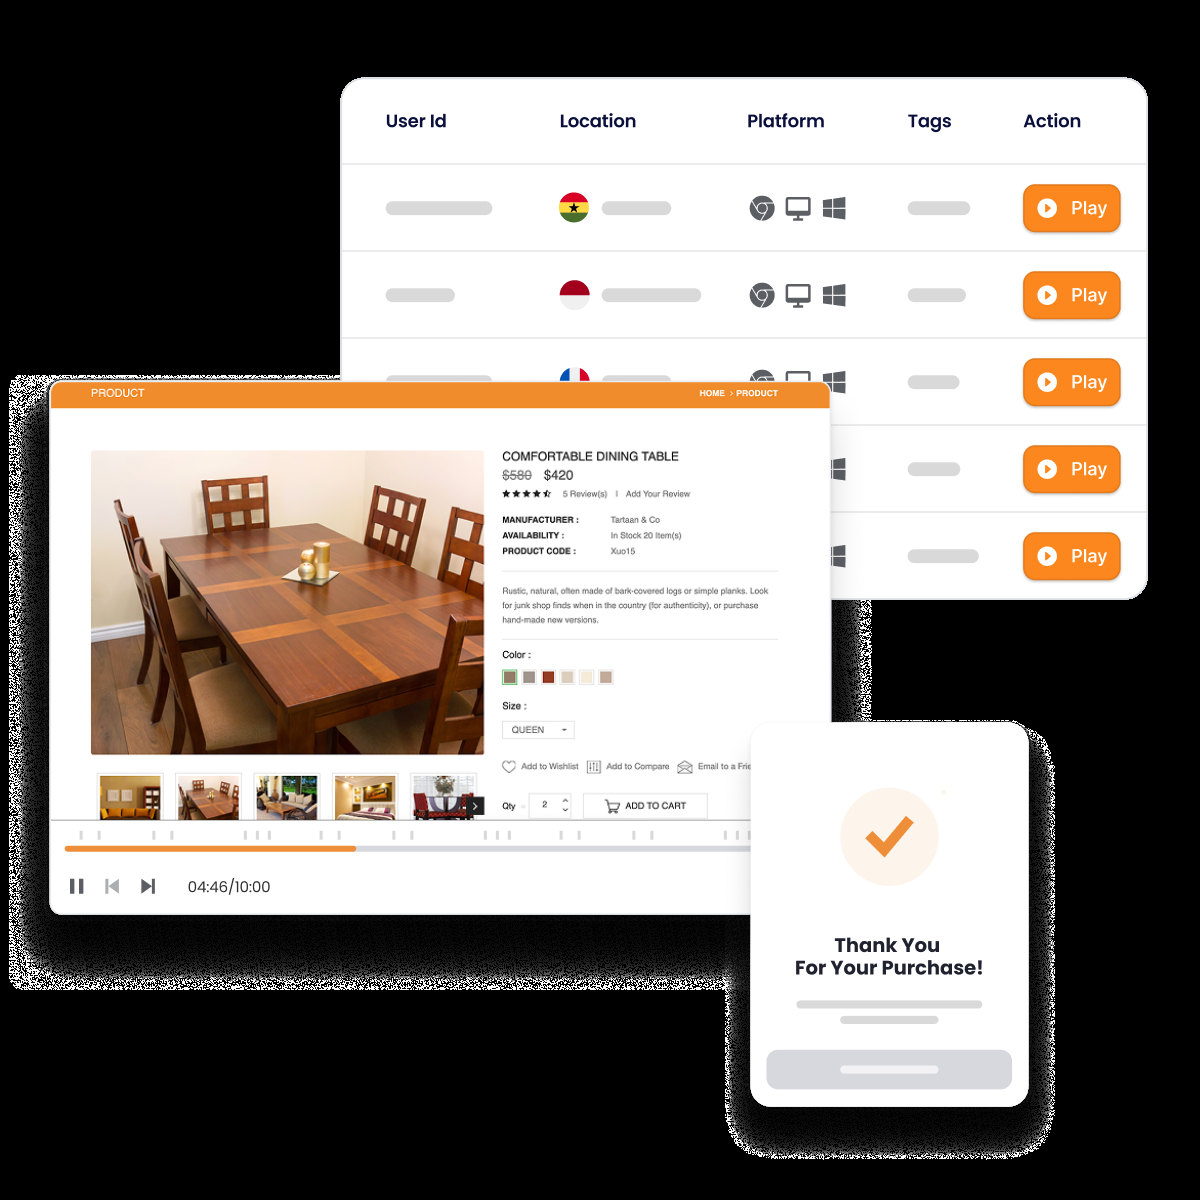 User Id Location Platform Tags Action
Play
Play
Play
Play
Play
PRODUCT
HOME > PRODUCT
COMFORTABLE DINING TABLE
$580 $420
5 Review(s) | Add Your Review
MANUFACTURER : Tartaan & Co
AVAILABILITY : In Stock 20 Item(s)
PRODUCT CODE : Xuo15
Rustic, natural, often made of bark-covered logs or simple planks. Look
for junk shop finds when in the country (for authenticity), or purchase
hand-made new versions.
Color :
Size :
QUEEN
Add to Wishlist Add to Compare Email to a Frie
Qty 2 ADD TO CART
04:46/10:00
Thank You
For Your Purchase!